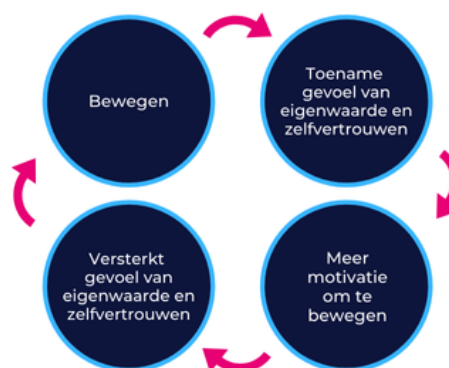 Bewegen
Toename
gevoel van
eigenwaarde en
zelfvertrouwen
Meer
motivatie
om te
bewegen
Versterkt
gevoel van
eigenwaarde en
zelfvertrouwen